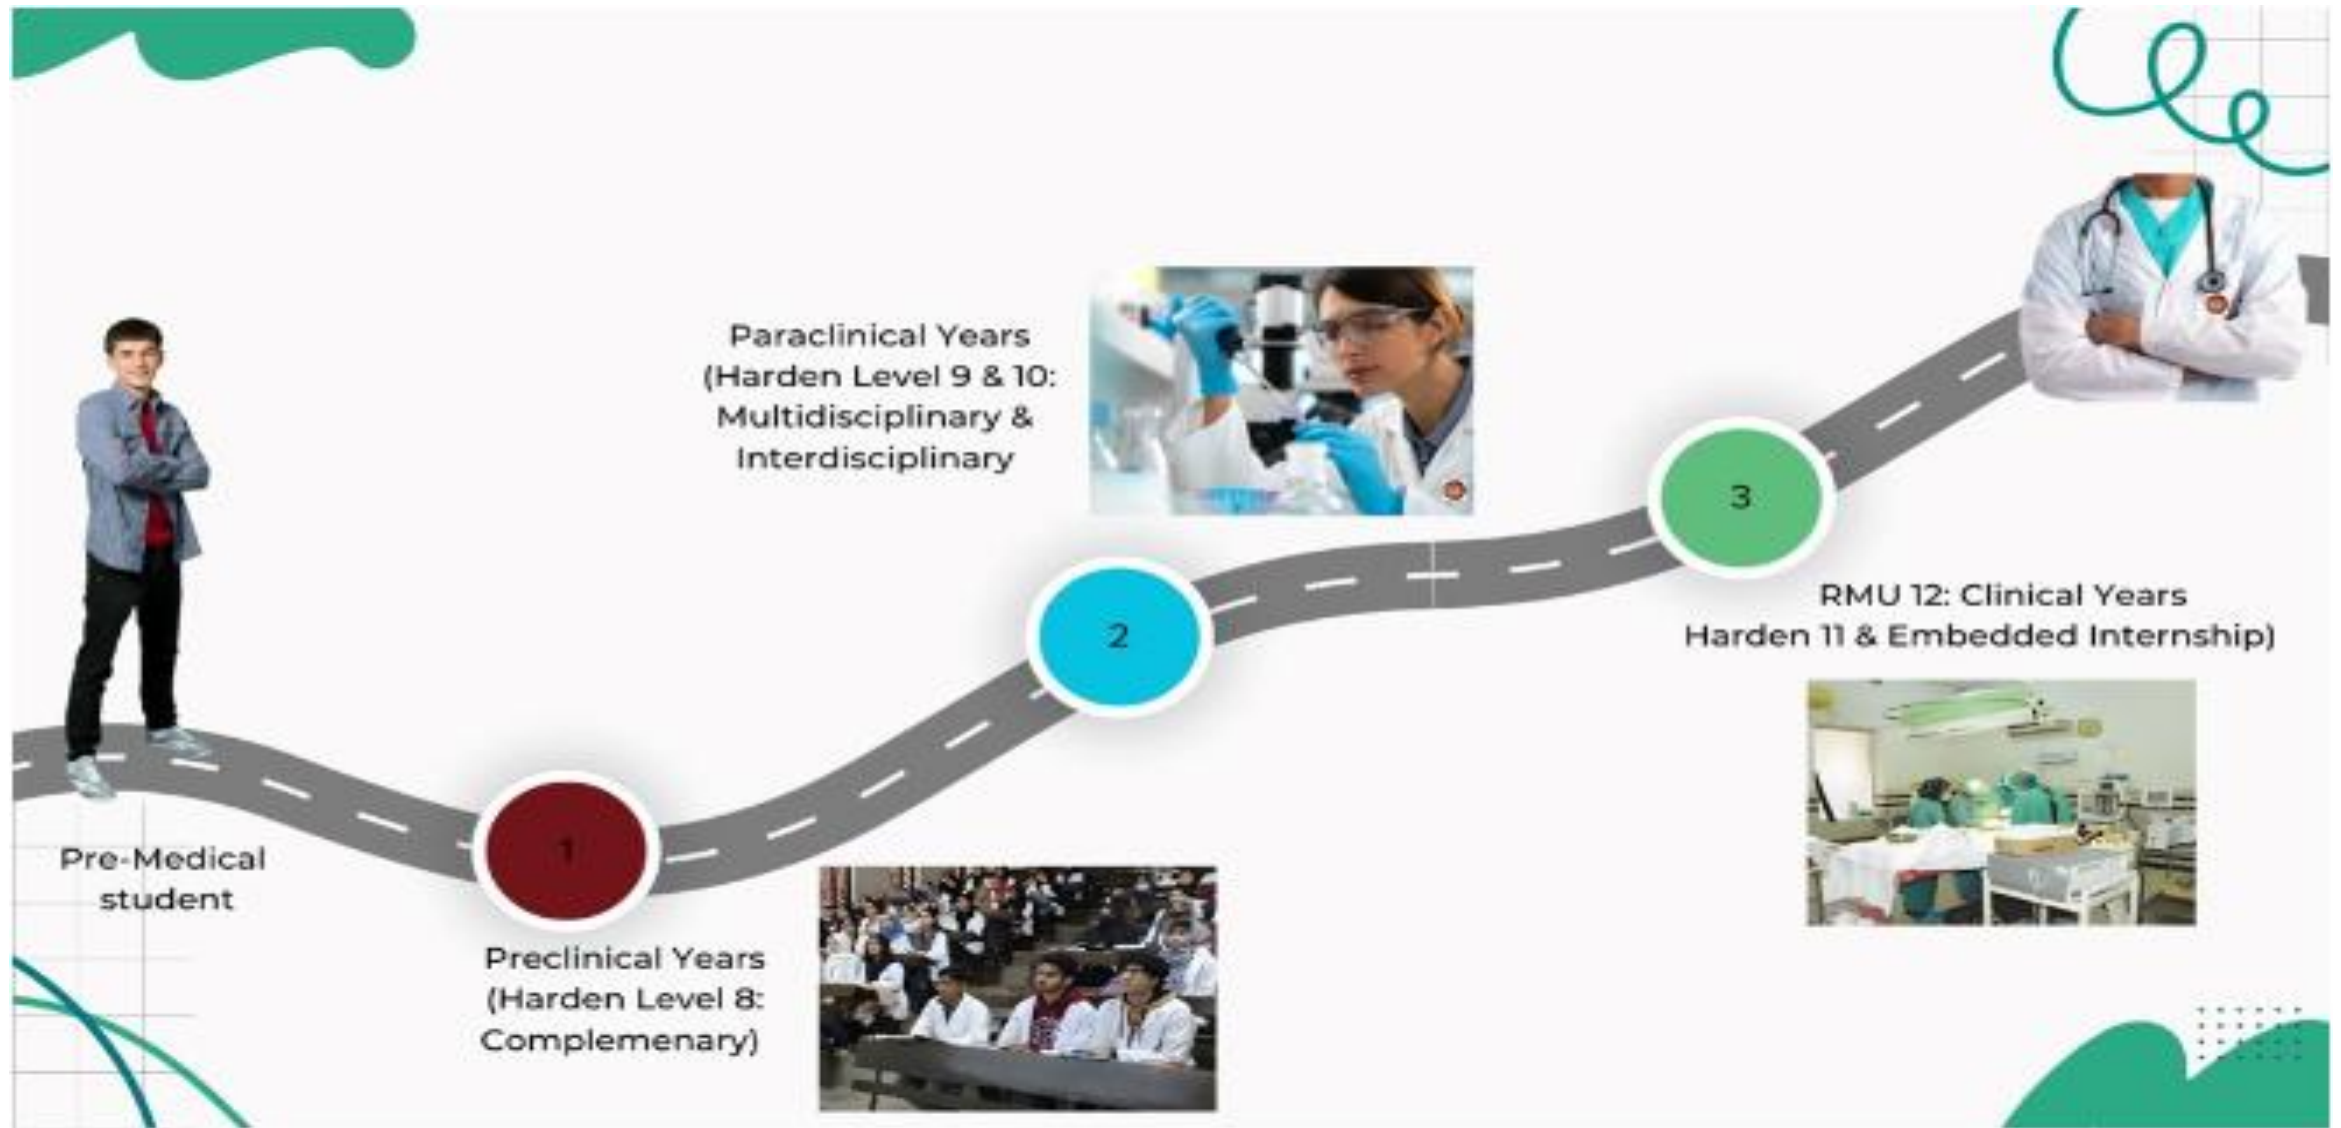 Pre-Medical
student
1
Preclinical Years
(Harden Level 8:
Complemenary)
2
Paraclinical Years
(Harden Level 9 & 10:
Multidisciplinary &
Interdisciplinary
3
RMU 12: Clinical Years
Harden 11 & Embedded Internship)